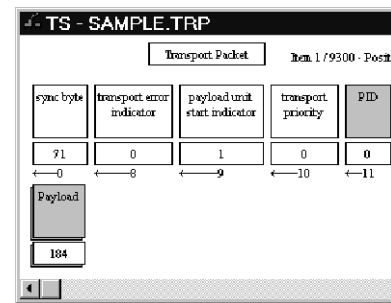 TS - SAMPLE.TRP
Transport Packet
Item 1/9300 - Posit
sync byte
transport error indicator
payload unit start indicator
transport priority
PID
71
0
1
0
0
0
8
9
10
11
Payload
184